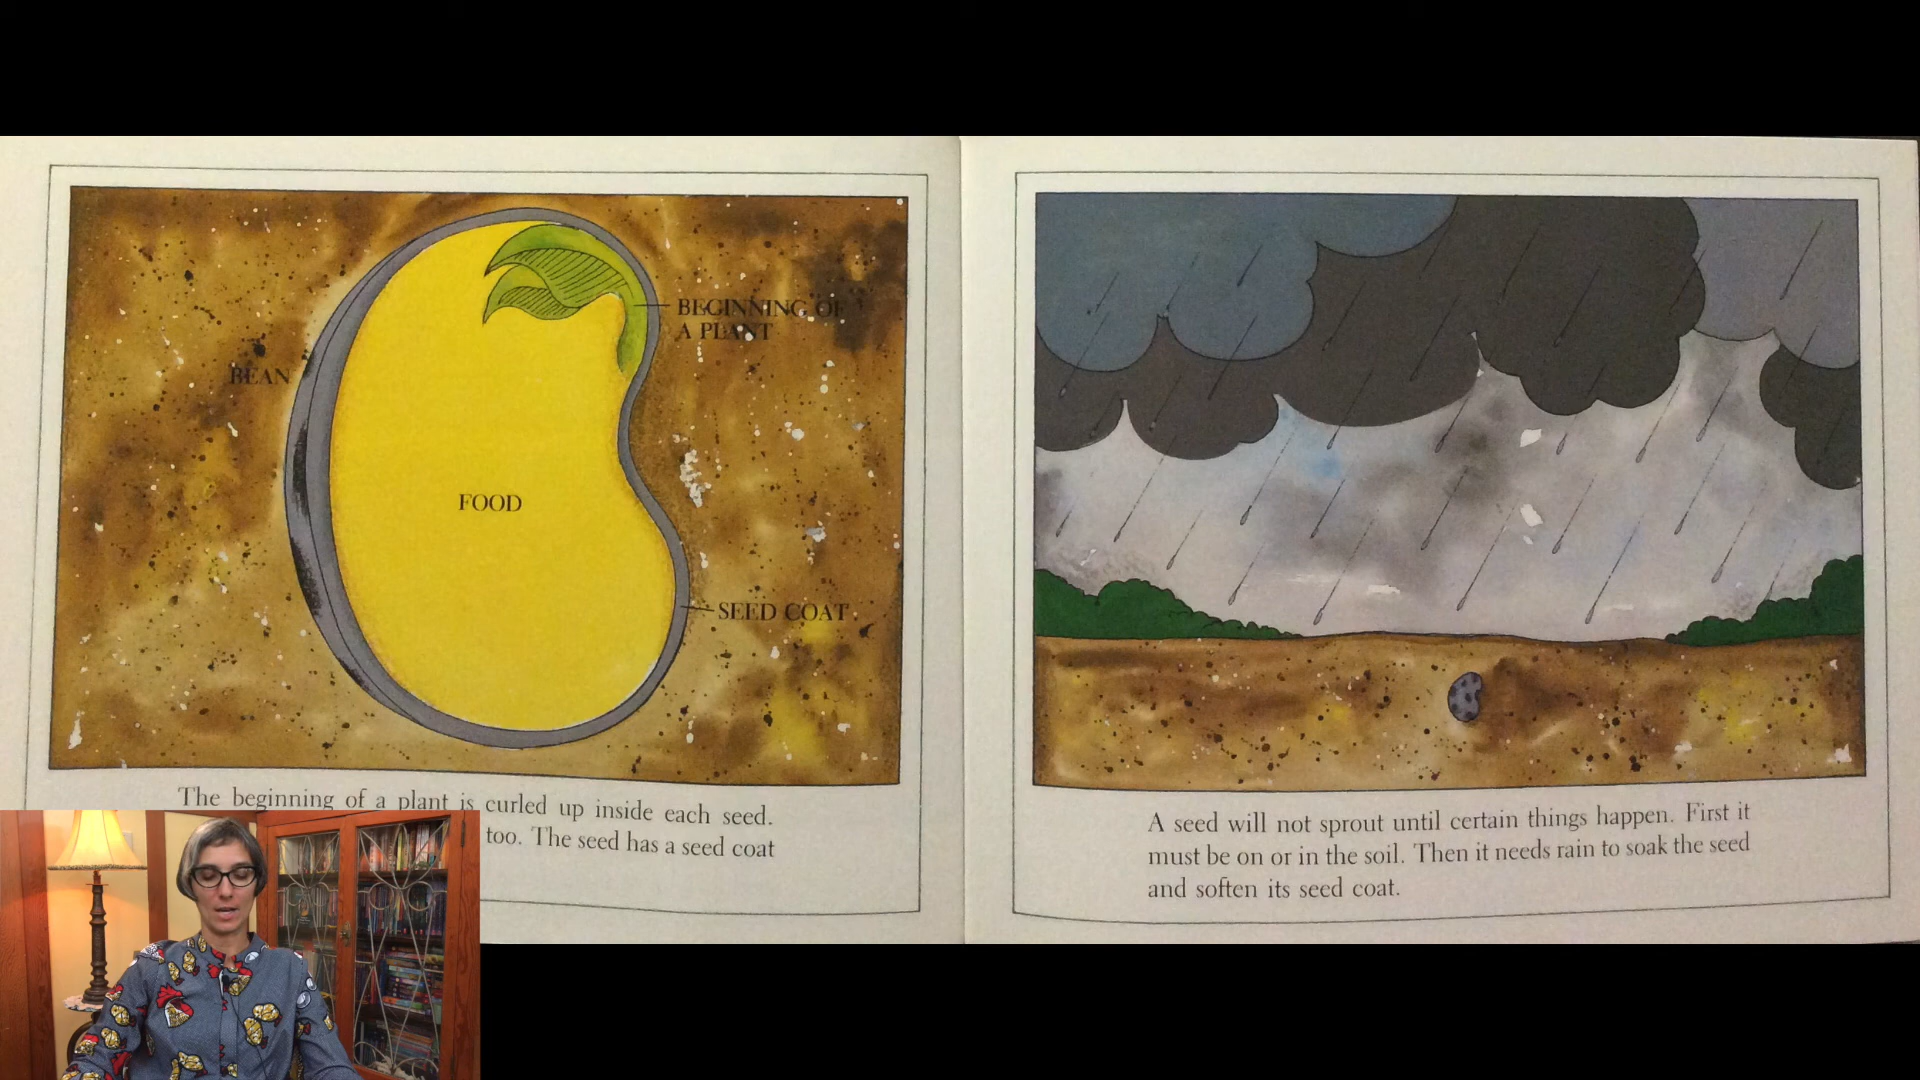 BEGINNING OF
A PLANT
BEAN
FOOD
SEED COAT
The beginning of a plant is curled up inside each seed.
too. The seed has a seed coat
A seed will not sprout until certain things happen. First it
must be on or in the soil. Then it needs rain to soak the seed
and soften its seed coat.